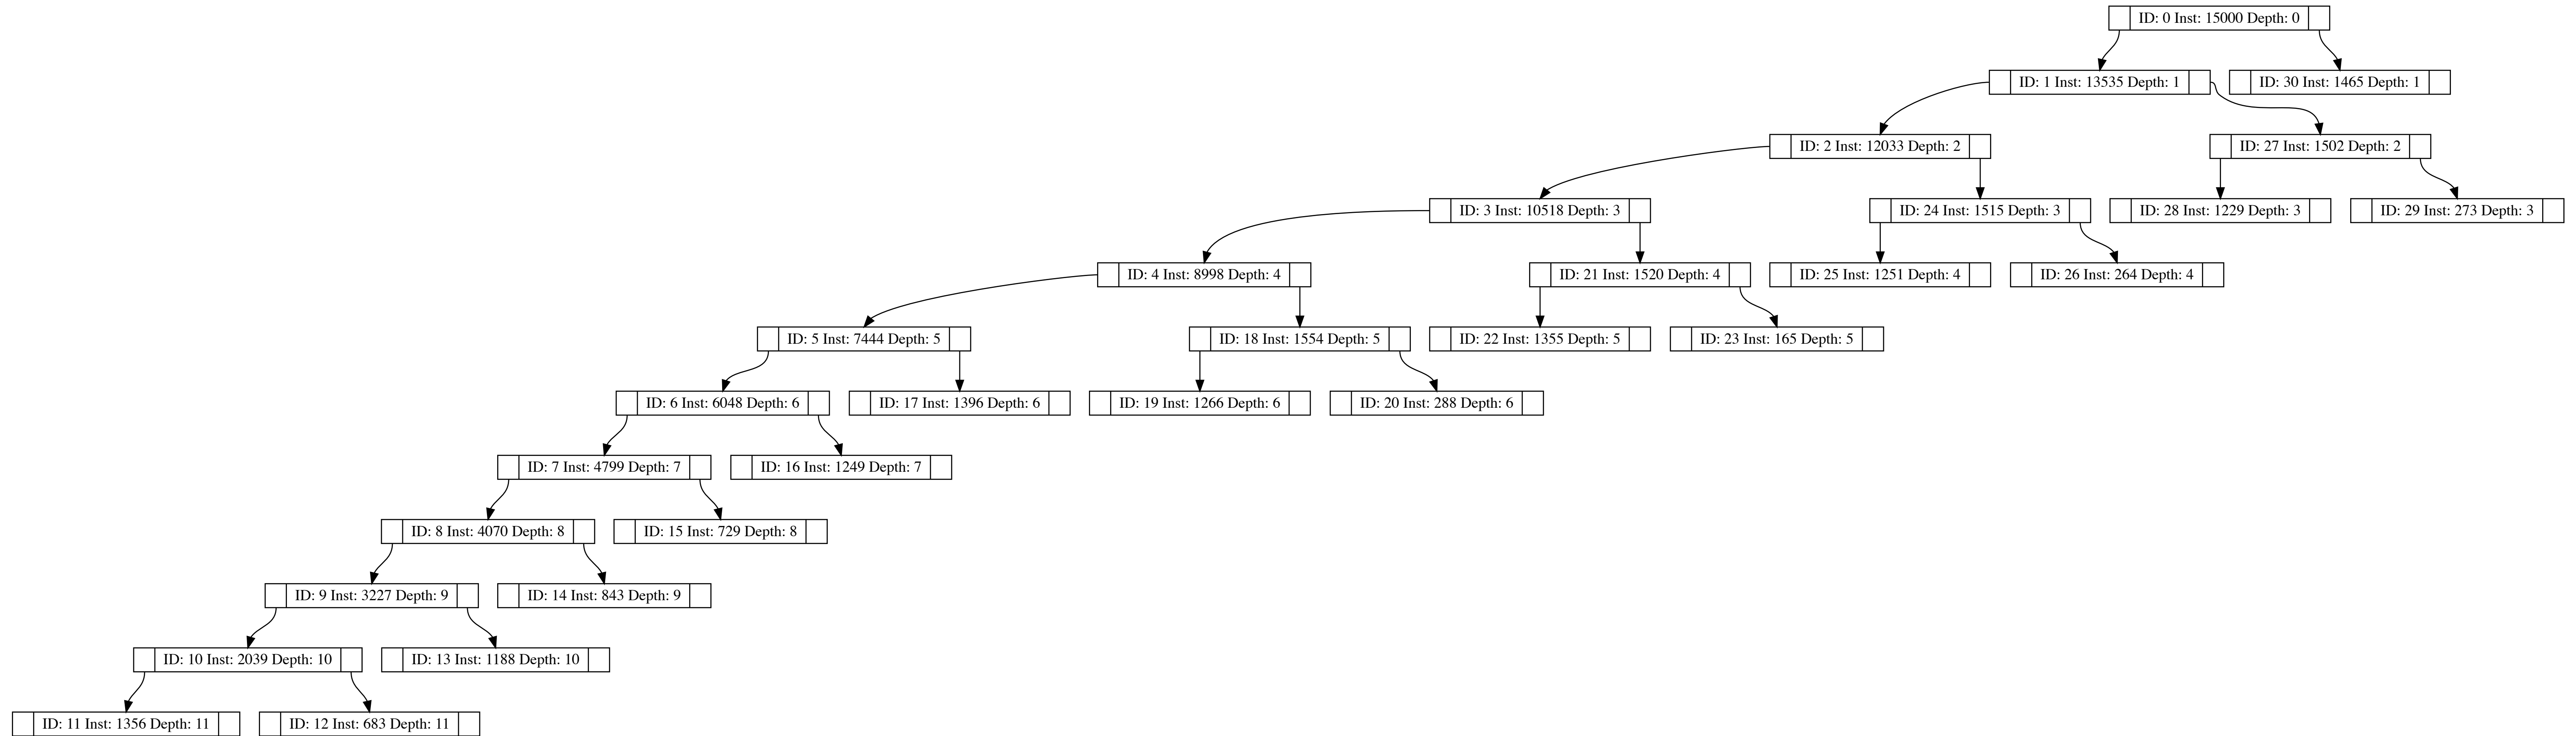 ID: 0 Inst: 15000 Depth: 0
ID: 1 Inst: 13535 Depth: 1
ID: 30 Inst: 1465 Depth: 1
ID: 2 Inst: 12033 Depth: 2
ID: 27 Inst: 1502 Depth: 2
ID: 3 Inst: 10518 Depth: 3
ID: 24 Inst: 1515 Depth: 3
ID: 28 Inst: 1229 Depth: 3
ID: 29 Inst: 273 Depth: 3
ID: 4 Inst: 8998 Depth: 4
ID: 21 Inst: 1520 Depth: 4
ID: 25 Inst: 1251 Depth: 4
ID: 26 Inst: 264 Depth: 4
ID: 5 Inst: 7444 Depth: 5
ID: 18 Inst: 1554 Depth: 5
ID: 22 Inst: 1355 Depth: 5
ID: 23 Inst: 165 Depth: 5
ID: 6 Inst: 6048 Depth: 6
ID: 17 Inst: 1396 Depth: 6
ID: 19 Inst: 1266 Depth: 6
ID: 20 Inst: 288 Depth: 6
ID: 7 Inst: 4799 Depth: 7
ID: 16 Inst: 1249 Depth: 7
ID: 8 Inst: 4070 Depth: 8
ID: 15 Inst: 729 Depth: 8
ID: 9 Inst: 3227 Depth: 9
ID: 14 Inst: 843 Depth: 9
ID: 10 Inst: 2039 Depth: 10
ID: 13 Inst: 1188 Depth: 10
ID: 11 Inst: 1356 Depth: 11
ID: 12 Inst: 683 Depth: 11